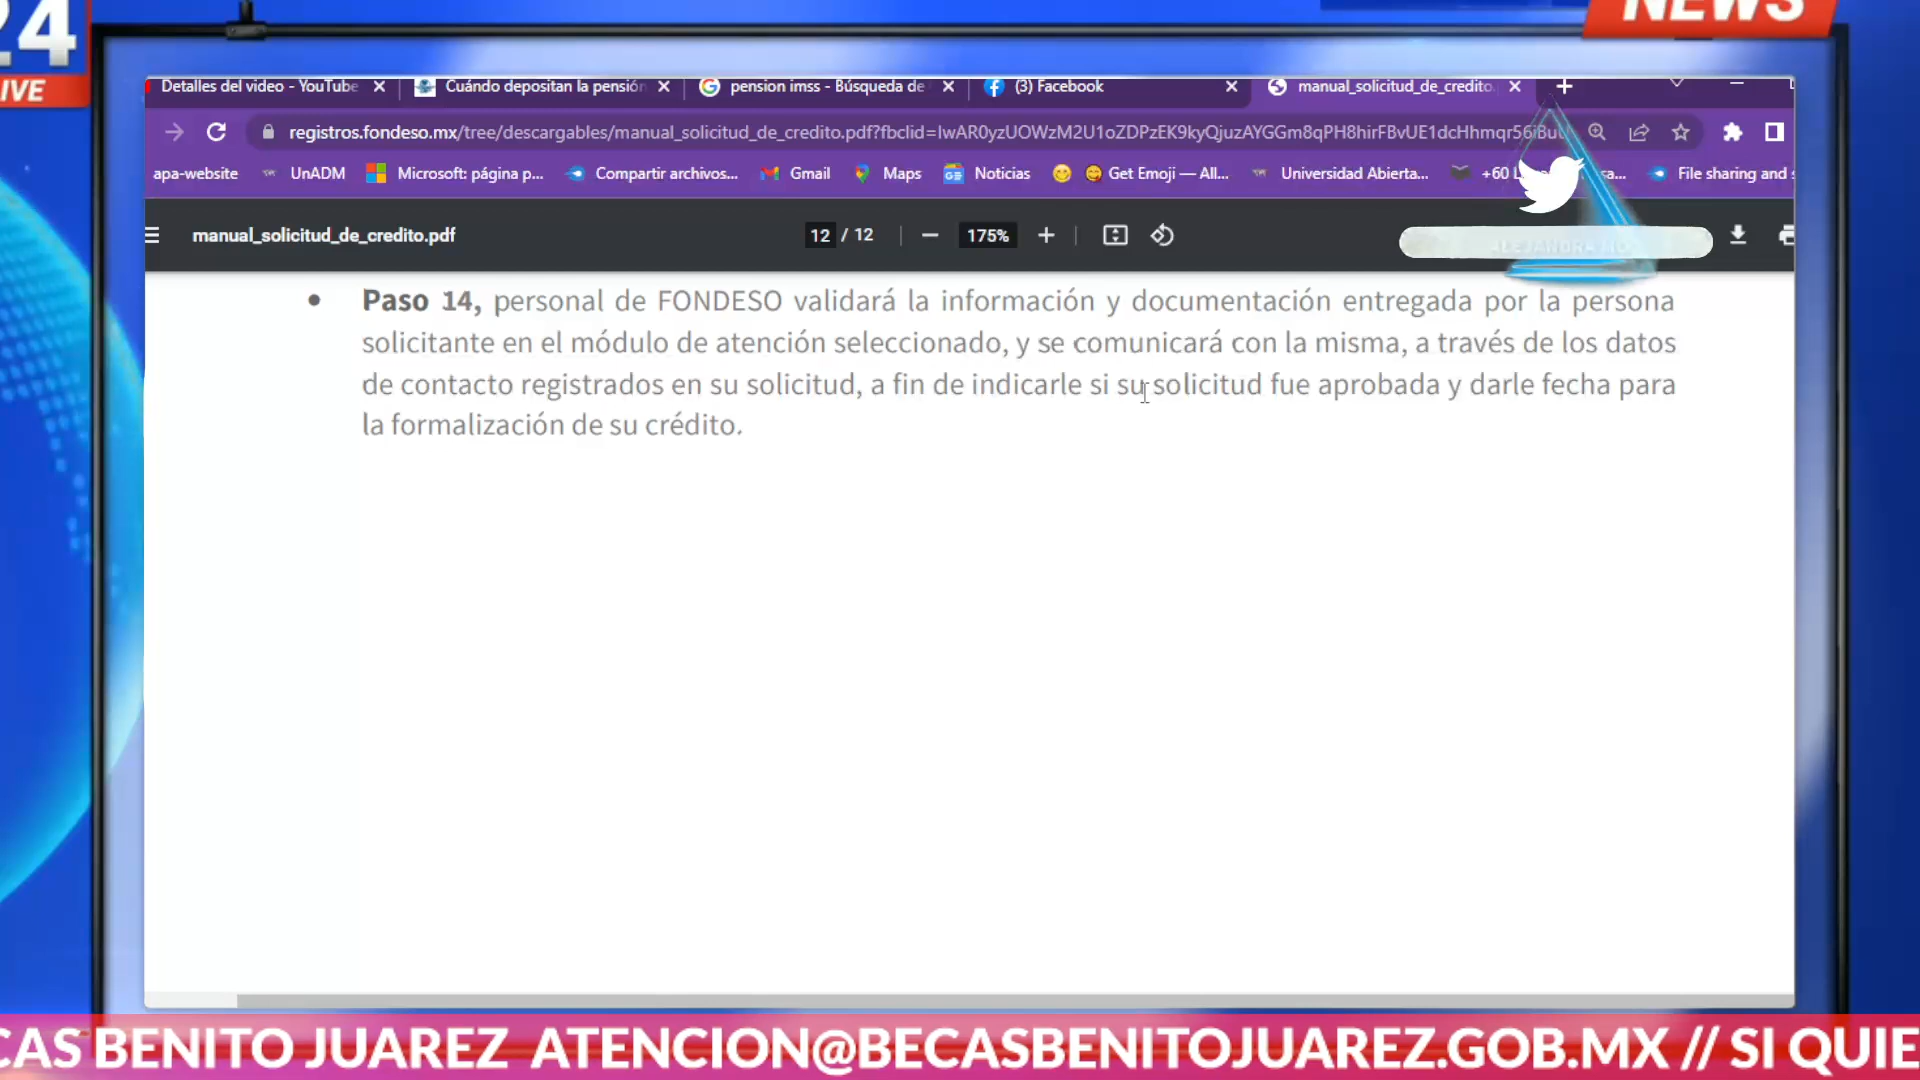 24
NEWS
LIVE
Detalles del video - YouTube
Cuándo depositan la pensión
pension imss - Búsqueda de
(3) Facebook
manual_solicitud_de_credito.
registros.fondeso.mx/tree/descargables/manual_solicitud_de_credito.pdf?fbclid=IwAR0yzUOWzM2U1oZDPzEK9kyQjuzAYGGm8qPH8hirFBvUE1dcHhmqr56iBuU
apa-website
UnADM
Microsoft: página p...
Compartir archivos...
Gmail
Maps
Noticias
Get Emoji — All...
Universidad Abierta...
+60 L
sa...
File sharing and s
manual_solicitud_de_credito.pdf
12 / 12
175%
• Paso 14, personal de FONDESO validará la información y documentación entregada por la persona
solicitante en el módulo de atención seleccionado, y se comunicará con la misma, a través de los datos
de contacto registrados en su solicitud, a fin de indicarle si su solicitud fue aprobada y darle fecha para
la formalización de su crédito.
CAS BENITO JUAREZ ATENCION@BECASBENITOJUAREZ.GOB.MX // SI QUIE